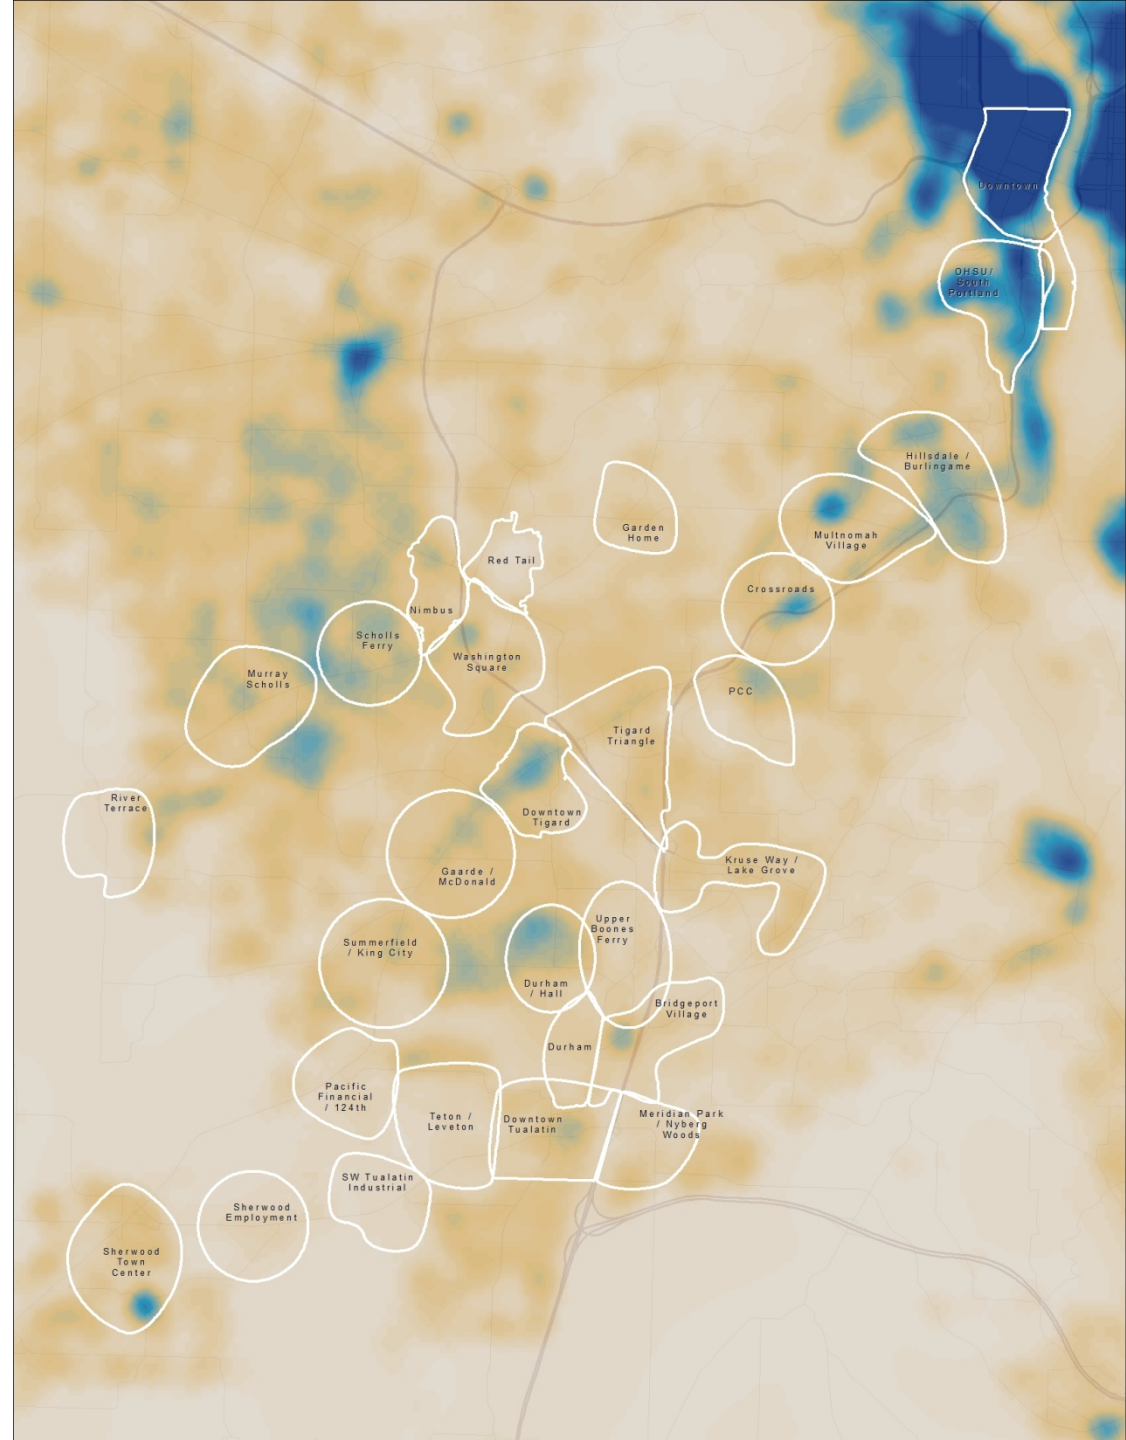 Downtown
OHSU/
South
Portland
Hillsdale /
Burlingame
Garden
Home
Multnomah
Village
Red Tail
Crossroads
Nimbus
Scholls
Ferry
Washington
Square
Murray
Scholls
PCC
Tigard
Triangle
River
Terrace
Downtown
Tigard
Kruse Way /
Lake Grove
Gaarde /
McDonald
Upper
Boones
Ferry
Summerfield
/ King City
Durham
/ Hall
Bridgeport
Village
Durham
Pacific
Financial
/ 124th
Teton /
Leveton
Downtown
Tualatin
Meridian Park
/ Nyberg
Woods
SW Tualatin
Industrial
Sherwood
Employment
Sherwood
Town
Center